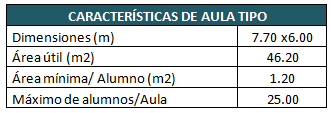 CARACTERÍSTICAS DE AULA TIPO
Dimensiones (m) 7.70 x6.00
Área útil (m2) 46.20
Área mínima/ Alumno (m2) 1.20
Máximo de alumnos/Aula 25.00